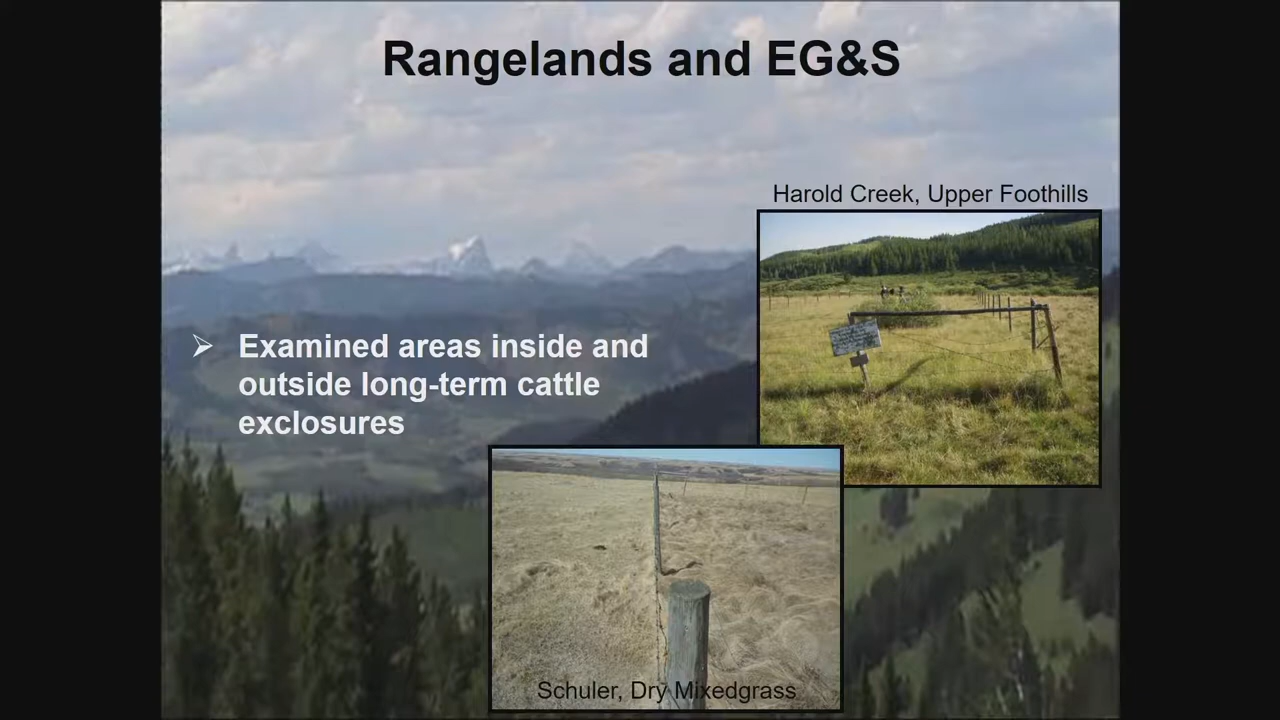 Rangelands and EG&S
Harold Creek, Upper Foothills
Examined areas inside and
outside long-term cattle
exclosures
Schuler, Dry Mixedgrass